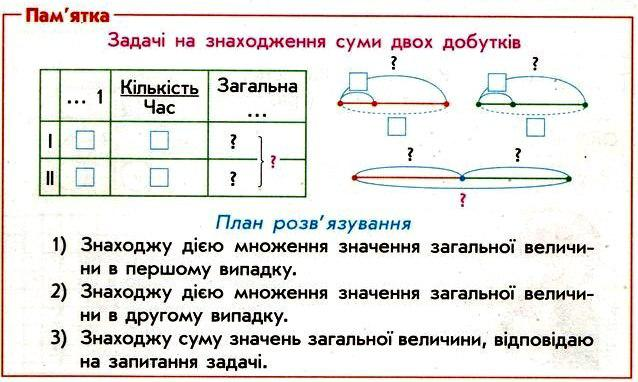 Пам'ятка
Задачі на знаходження суми двох добутків
... 1
Кількість
Час
Загальна
...
I
?
II
?
?
?
?
?
?
?
План розв'язування
1) Знаходжу дією множення значення загальної величи-
ни в першому випадку.
2) Знаходжу дією множення значення загальної величи-
ни в другому випадку.
3) Знаходжу суму значень загальної величини, відповідаю
на запитання задачі.